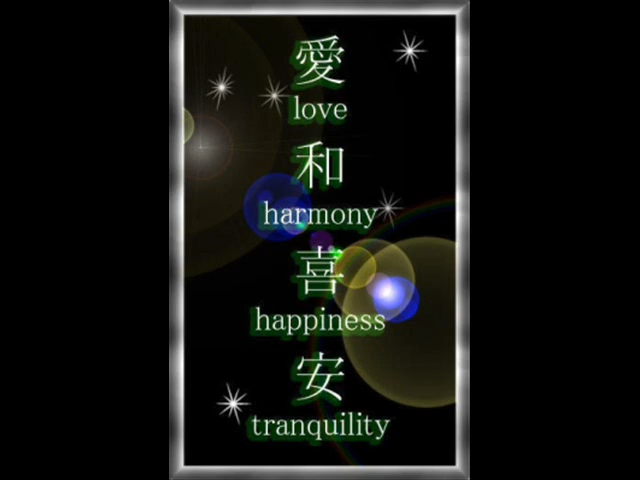 愛
love
和
harmony
喜
happiness
安
tranquility